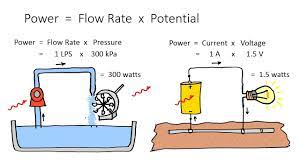 Power = Flow Rate x Potential
Power = Flow Rate x Pressure
= 1 LPS x 300 kPa
= 300 watts
Power = Current x Voltage
= 1 A x 1.5 V
= 1.5 watts